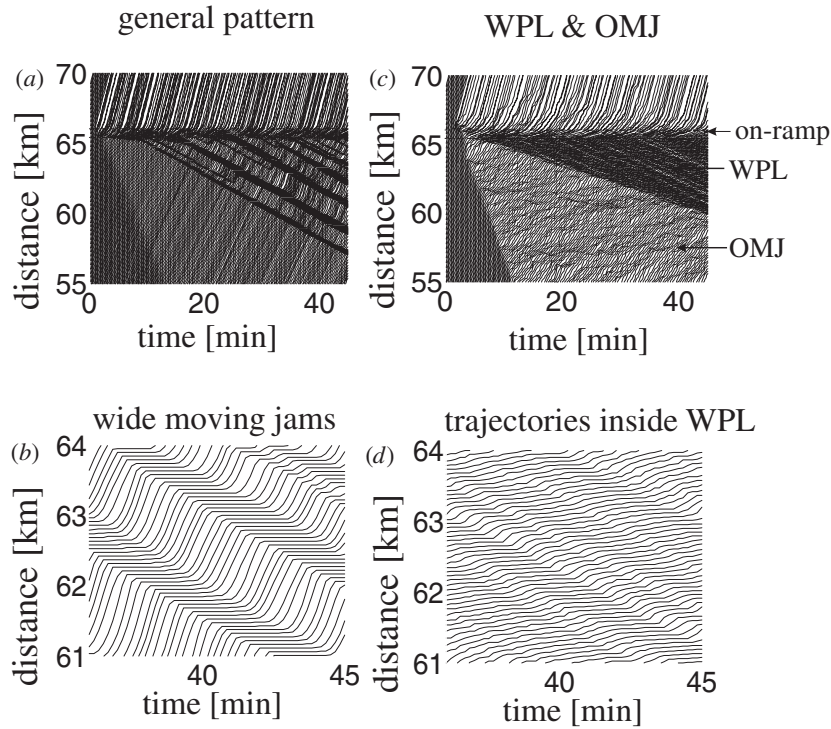 general pattern
WPL & OMJ
(a)
70
65
60
55
distance [km]
0
20
40
time [min]
(c)
70
65
60
55
distance [km]
0
20
40
time [min]
on-ramp
WPL
OMJ
wide moving jams
trajectories inside WPL
(b)
64
63
62
61
distance [km]
40
45
time [min]
(d)
64
63
62
61
distance [km]
40
45
time [min]